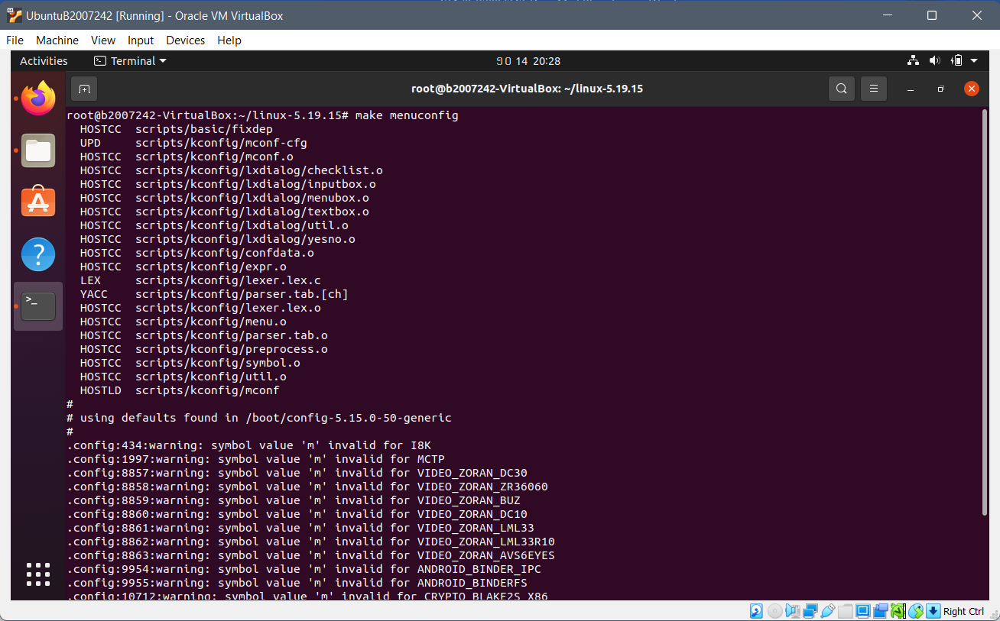 UbuntuB2007242 [Running] - Oracle VM VirtualBox
File Machine View Input Devices Help
Activities Terminal 14 20:28
root@b2007242-VirtualBox: ~/linux-5.19.15
root@b2007242-VirtualBox:~/linux-5.19.15# make menuconfig
HOSTCC scripts/basic/fixdep
UPD scripts/kconfig/mconf-cfg
HOSTCC scripts/kconfig/mconf.o
HOSTCC scripts/kconfig/lxdialog/checklist.o
HOSTCC scripts/kconfig/lxdialog/inputbox.o
HOSTCC scripts/kconfig/lxdialog/menubox.o
HOSTCC scripts/kconfig/lxdialog/textbox.o
HOSTCC scripts/kconfig/lxdialog/util.o
HOSTCC scripts/kconfig/lxdialog/yesno.o
HOSTCC scripts/kconfig/confdata.o
HOSTCC scripts/kconfig/expr.o
LEX scripts/kconfig/lexer.lex.c
YACC scripts/kconfig/parser.tab.[ch]
HOSTCC scripts/kconfig/lexer.lex.o
HOSTCC scripts/kconfig/menu.o
HOSTCC scripts/kconfig/parser.tab.o
HOSTCC scripts/kconfig/preprocess.o
HOSTCC scripts/kconfig/symbol.o
HOSTCC scripts/kconfig/util.o
HOSTLD scripts/kconfig/mconf
#
# using defaults found in /boot/config-5.15.0-50-generic
#
.config:434:warning: symbol value 'm' invalid for I8K
.config:1997:warning: symbol value 'm' invalid for MCTP
.config:8857:warning: symbol value 'm' invalid for VIDEO_ZORAN_DC30
.config:8858:warning: symbol value 'm' invalid for VIDEO_ZORAN_ZR36060
.config:8859:warning: symbol value 'm' invalid for VIDEO_ZORAN_BUZ
.config:8860:warning: symbol value 'm' invalid for VIDEO_ZORAN_DC10
.config:8861:warning: symbol value 'm' invalid for VIDEO_ZORAN_LML33
.config:8862:warning: symbol value 'm' invalid for VIDEO_ZORAN_LML33R10
.config:8863:warning: symbol value 'm' invalid for VIDEO_ZORAN_AVS6EYES
.config:9954:warning: symbol value 'm' invalid for ANDROID_BINDER_IPC
.config:9955:warning: symbol value 'm' invalid for ANDROID_BINDERFS
.config:10712:warning: symbol value 'm' invalid for CRYPTO_BLAKE2S_X86
Right Ctrl